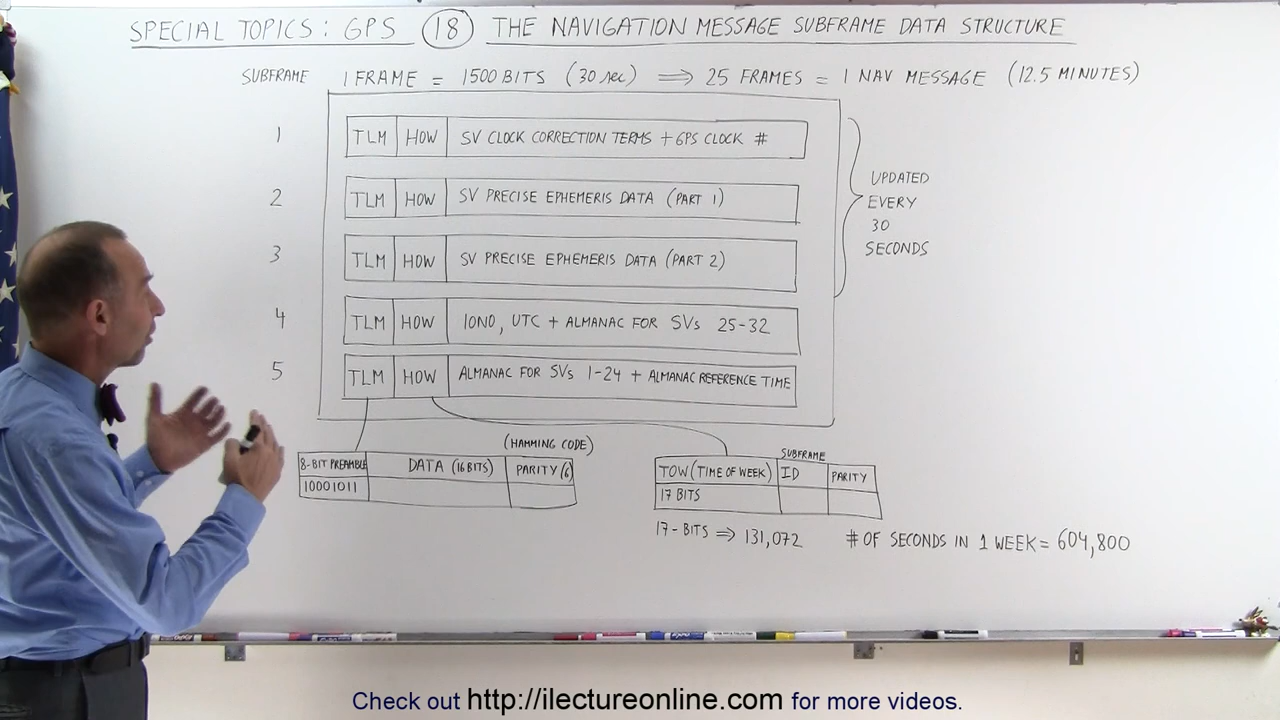 SPECIAL TOPICS: GPS 18 THE NAVIGATION MESSAGE SUBFRAME DATA STRUCTURE
SUBFRAME 1 FRAME = 1500 BITS (30 sec) ⟹ 25 FRAMES = 1 NAV MESSAGE (12.5 MINUTES)
1 TLM HOW SV CLOCK CORRECTION TERMS + GPS CLOCK #
2 TLM HOW SV PRECISE EPHEMERIS DATA (PART 1)
3 TLM HOW SV PRECISE EPHEMERIS DATA (PART 2)
4 TLM HOW IONO, UTC + ALMANAC FOR SVs 25-32
5 TLM HOW ALMANAC FOR SVs 1-24 + ALMANAC REFERENCE TIME
UPDATED
EVERY
30
SECONDS
(HAMMING CODE)
8-BIT PREAMBLE DATA (16 BITS) PARITY (6)
10001011
SUBFRAME
TOW (TIME OF WEEK) ID PARITY
17 BITS
17-BITS ⇒ 131,072 # OF SECONDS IN 1 WEEK = 604,800
Check out http://ilectureonline.com for more videos.